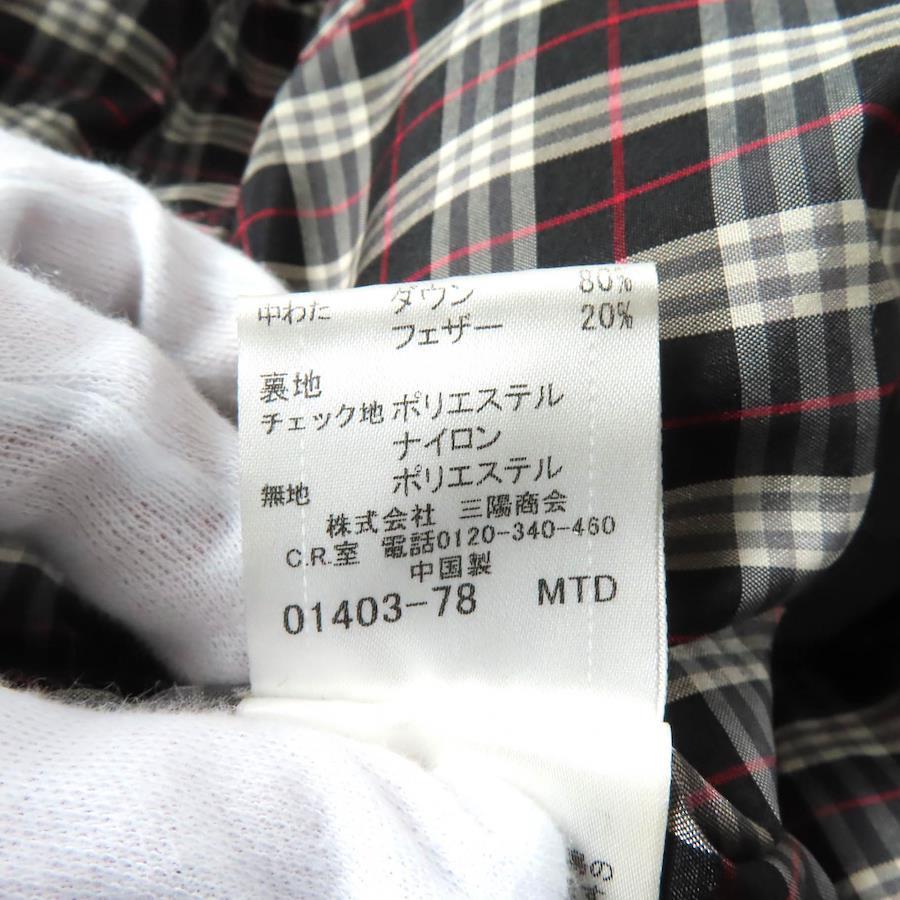 中わた ダウン 80%
フェザー 20%
裏地
チェック地 ポリエステル
ナイロン
無地 ポリエステル
株式会社 三陽商会
C.R.室 電話0120-340-460
中国製
01403-78 MTD